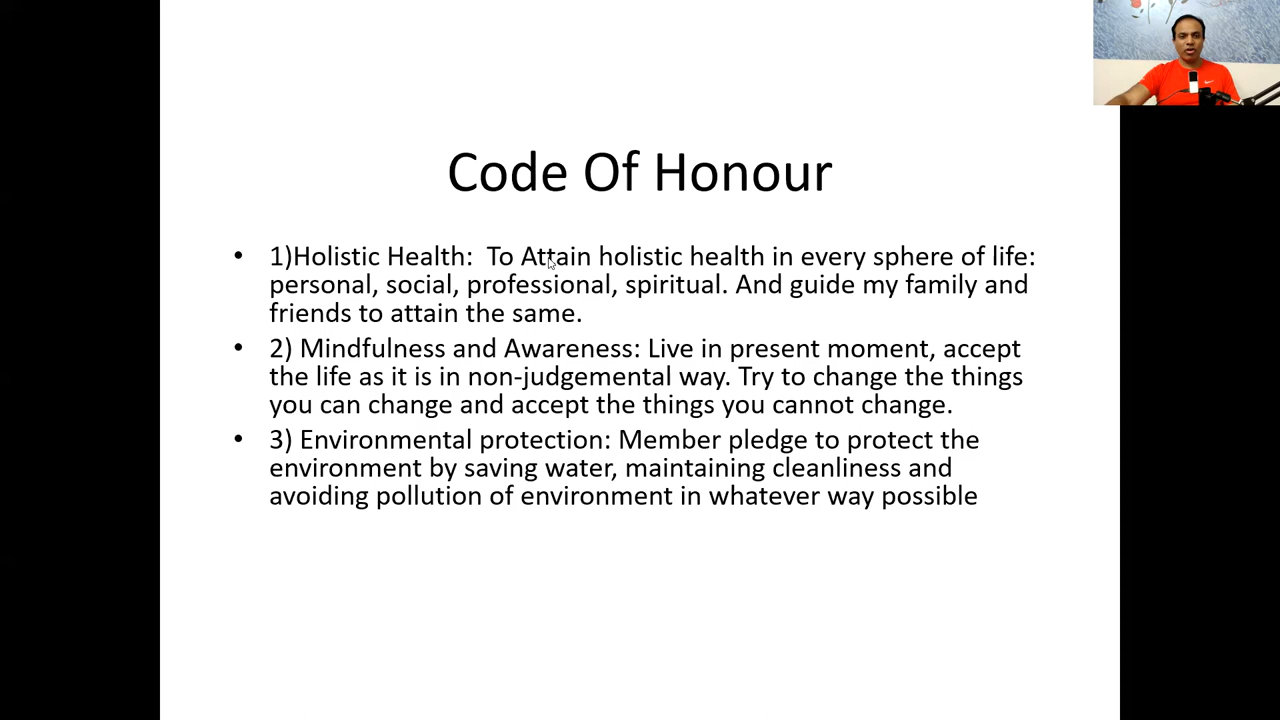 Code Of Honour
• 1)Holistic Health:  To Attain holistic health in every sphere of life:
personal, social, professional, spiritual. And guide my family and
friends to attain the same.
• 2) Mindfulness and Awareness: Live in present moment, accept
the life as it is in non-judgemental way. Try to change the things
you can change and accept the things you cannot change.
• 3) Environmental protection: Member pledge to protect the
environment by saving water, maintaining cleanliness and
avoiding pollution of environment in whatever way possible